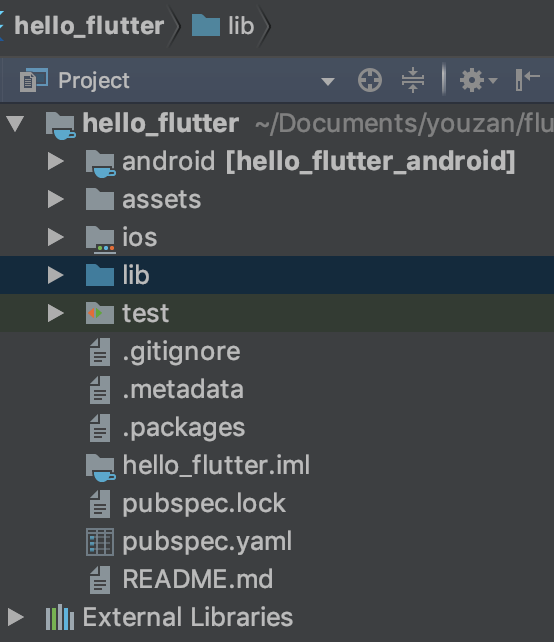 hello_flutter lib
Project
hello_flutter ~/Documents/youzan/flu
android [hello_flutter_android]
assets
ios
lib
test
.gitignore
.metadata
.packages
hello_flutter.iml
pubspec.lock
pubspec.yaml
README.md
External Libraries